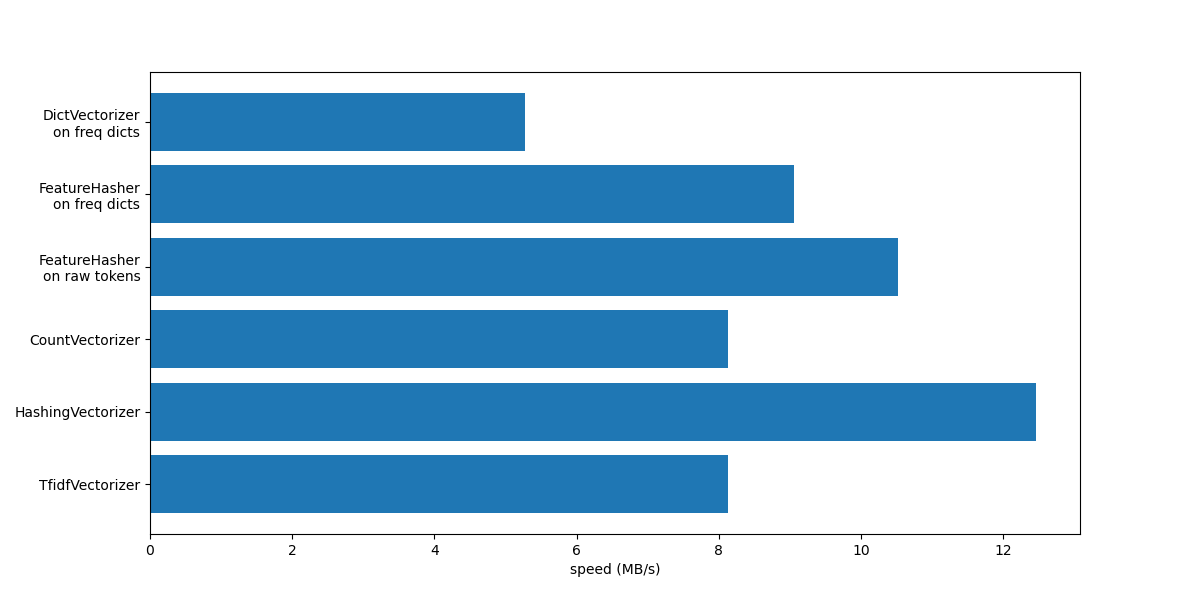 DictVectorizer
on freq dicts
FeatureHasher
on freq dicts
FeatureHasher
on raw tokens
CountVectorizer
HashingVectorizer
TfidfVectorizer
0 2 4 6 8 10 12
speed (MB/s)